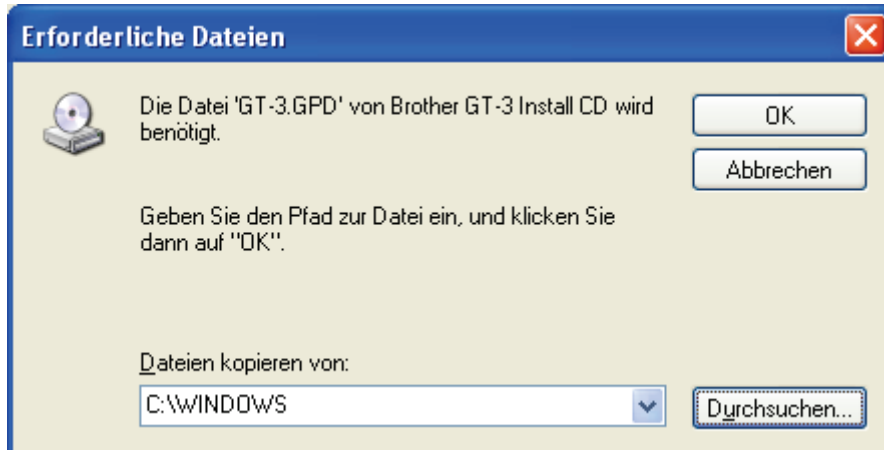 Erforderliche Dateien
Die Datei 'GT-3.GPD' von Brother GT-3 Install CD wird
benötigt.
OK
Abbrechen
Geben Sie den Pfad zur Datei ein, und klicken Sie
dann auf "OK".
Dateien kopieren von:
C:\WINDOWS
Durchsuchen...